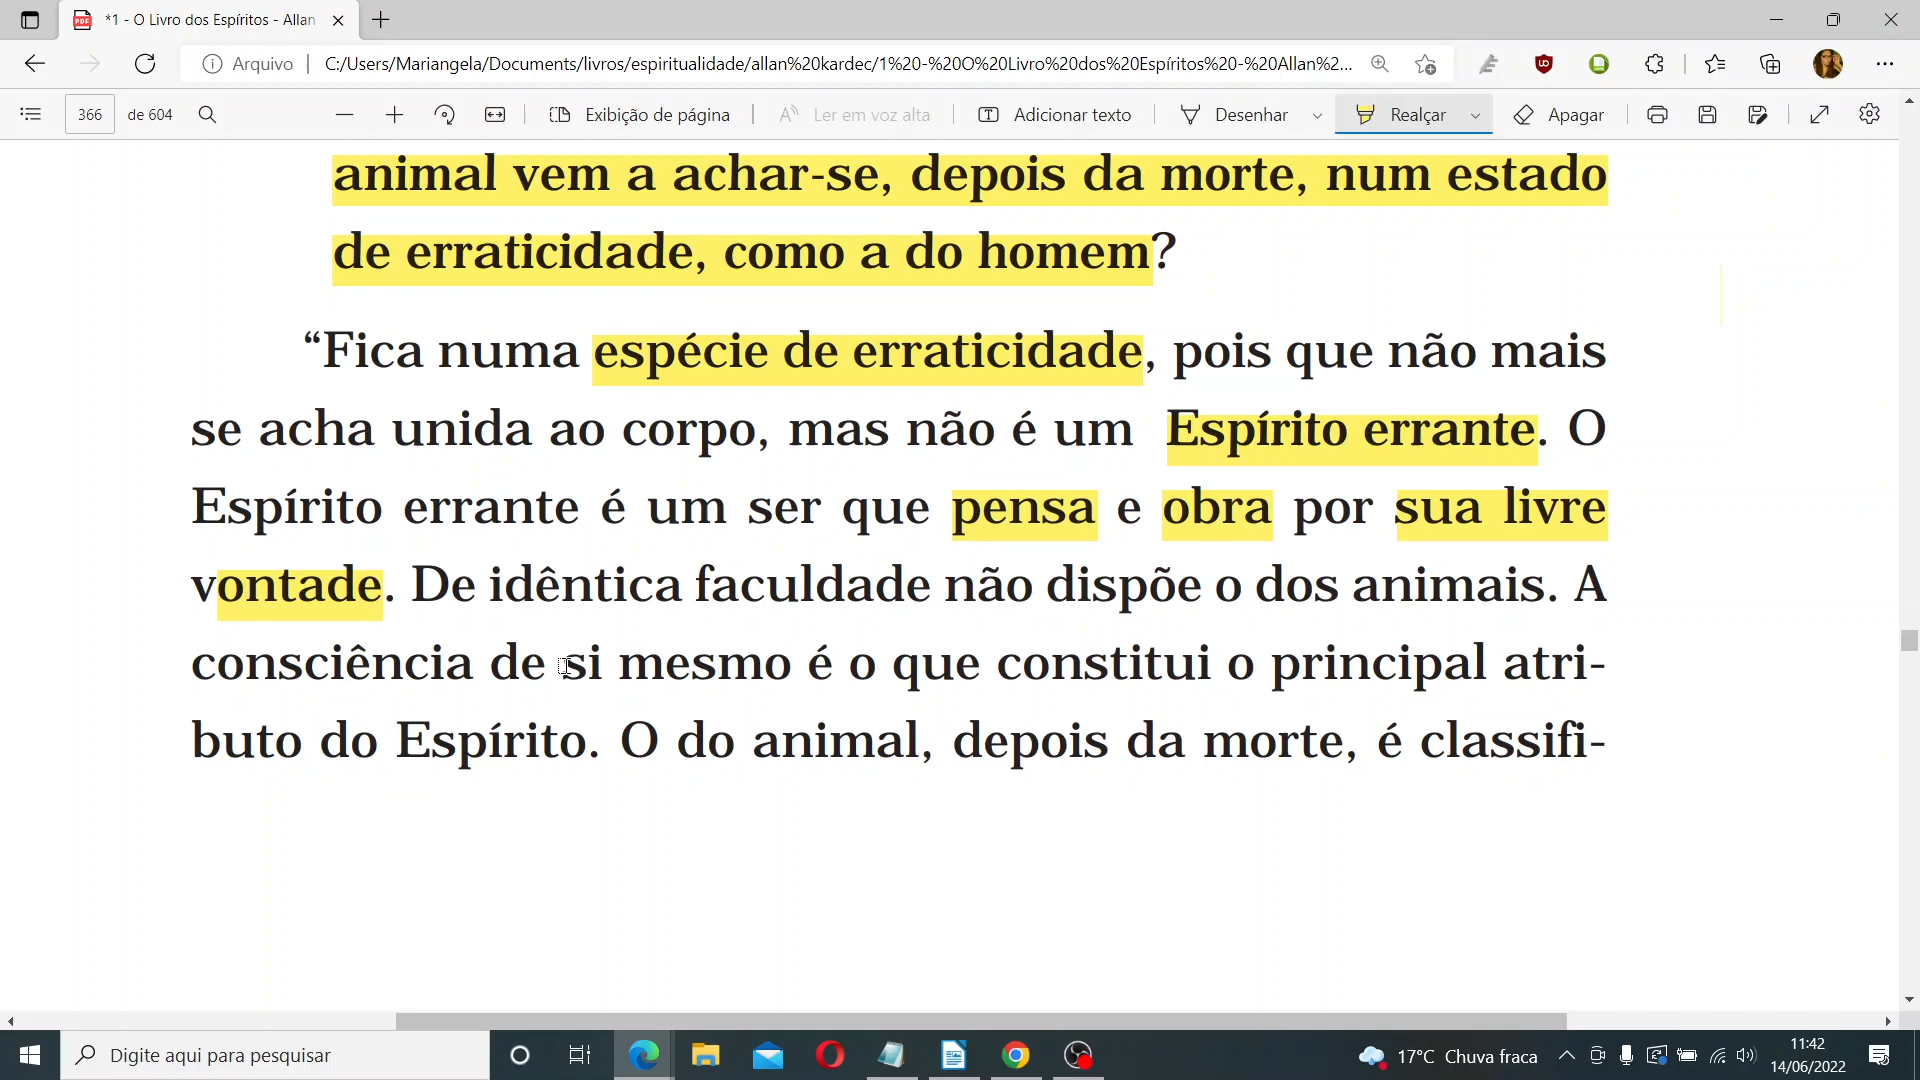 *1 - O Livro dos Espíritos - Allan
Arquivo
C:/Users/Mariangela/Documents/livros/espiritualidade/allan%20kardec/1%20-%20O%20Livro%20dos%20Espíritos%20-%20Allan%2...
366 de 604
Exibição de página
Ler em voz alta
Adicionar texto
Desenhar
Realçar
Apagar
animal vem a achar-se, depois da morte, num estado
de erraticidade, como a do homem?
“Fica numa espécie de erraticidade, pois que não mais
se acha unida ao corpo, mas não é um Espírito errante. O
Espírito errante é um ser que pensa e obra por sua livre
vontade. De idêntica faculdade não dispõe o dos animais. A
consciência de si mesmo é o que constitui o principal atri-
buto do Espírito. O do animal, depois da morte, é classifi-
Digite aqui para pesquisar
17°C Chuva fraca
11:42
14/06/2022